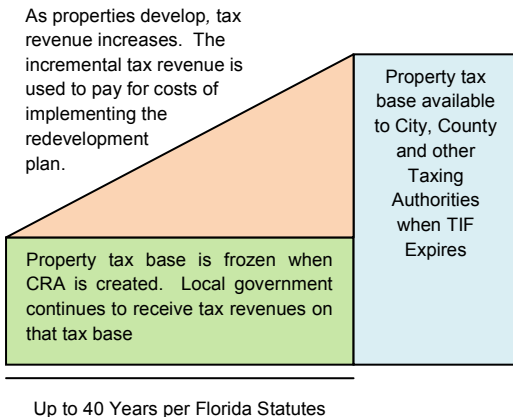 As properties develop, tax
revenue increases. The
incremental tax revenue is
used to pay for costs of
implementing the
redevelopment
plan.
Property tax
base available
to City, County
and other
Taxing
Authorities
when TIF
Expires
Property tax base is frozen when
CRA is created. Local government
continues to receive tax revenues on
that tax base
Up to 40 Years per Florida Statutes